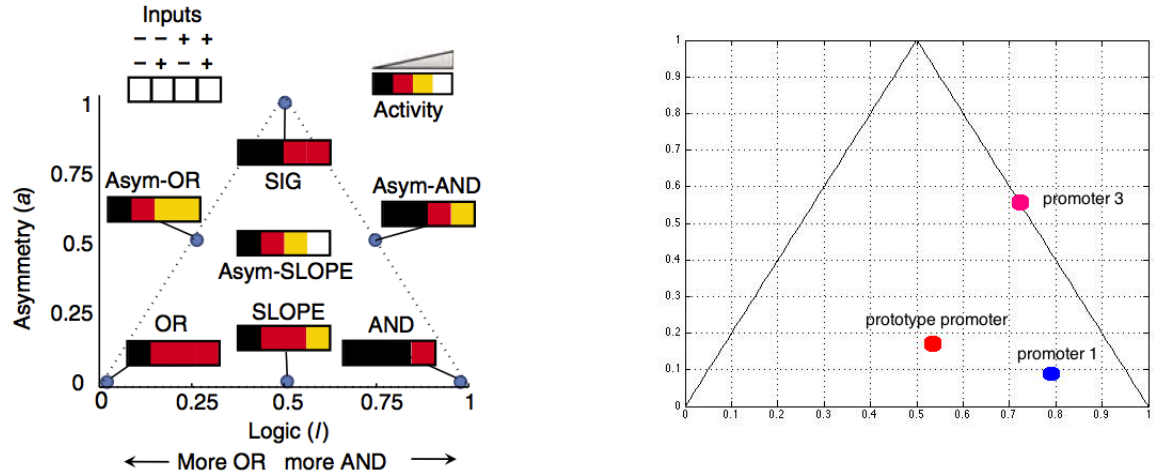 Inputs
− − + +
− + − +
Activity
Asymmetry (a)
1
0.75
0.5
0.25
0
SIG
Asym-OR
Asym-AND
Asym-SLOPE
OR
SLOPE
AND
0 0.25 0.5 0.75 1
Logic (l)
← More OR more AND →
1
0.9
0.8
0.7
0.6
0.5
0.4
0.3
0.2
0.1
0
promoter 3
prototype promoter
promoter 1
0 0.1 0.2 0.3 0.4 0.5 0.6 0.7 0.8 0.9 1